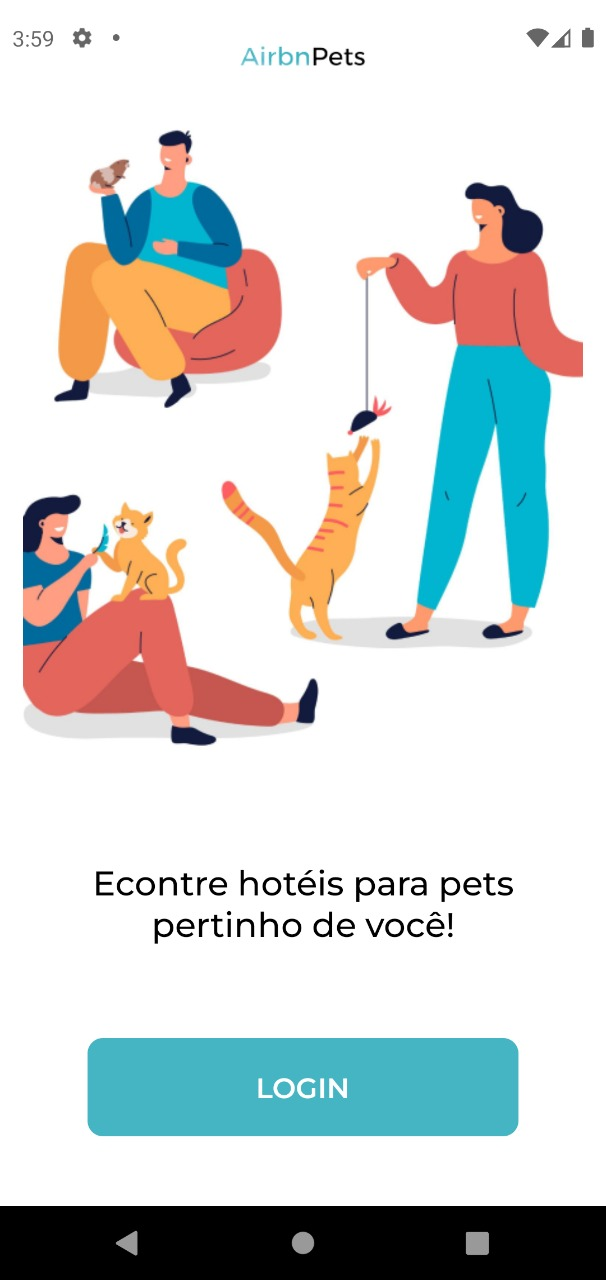 3:59
AirbnPets
Econtre hotéis para pets
pertinho de você!
LOGIN